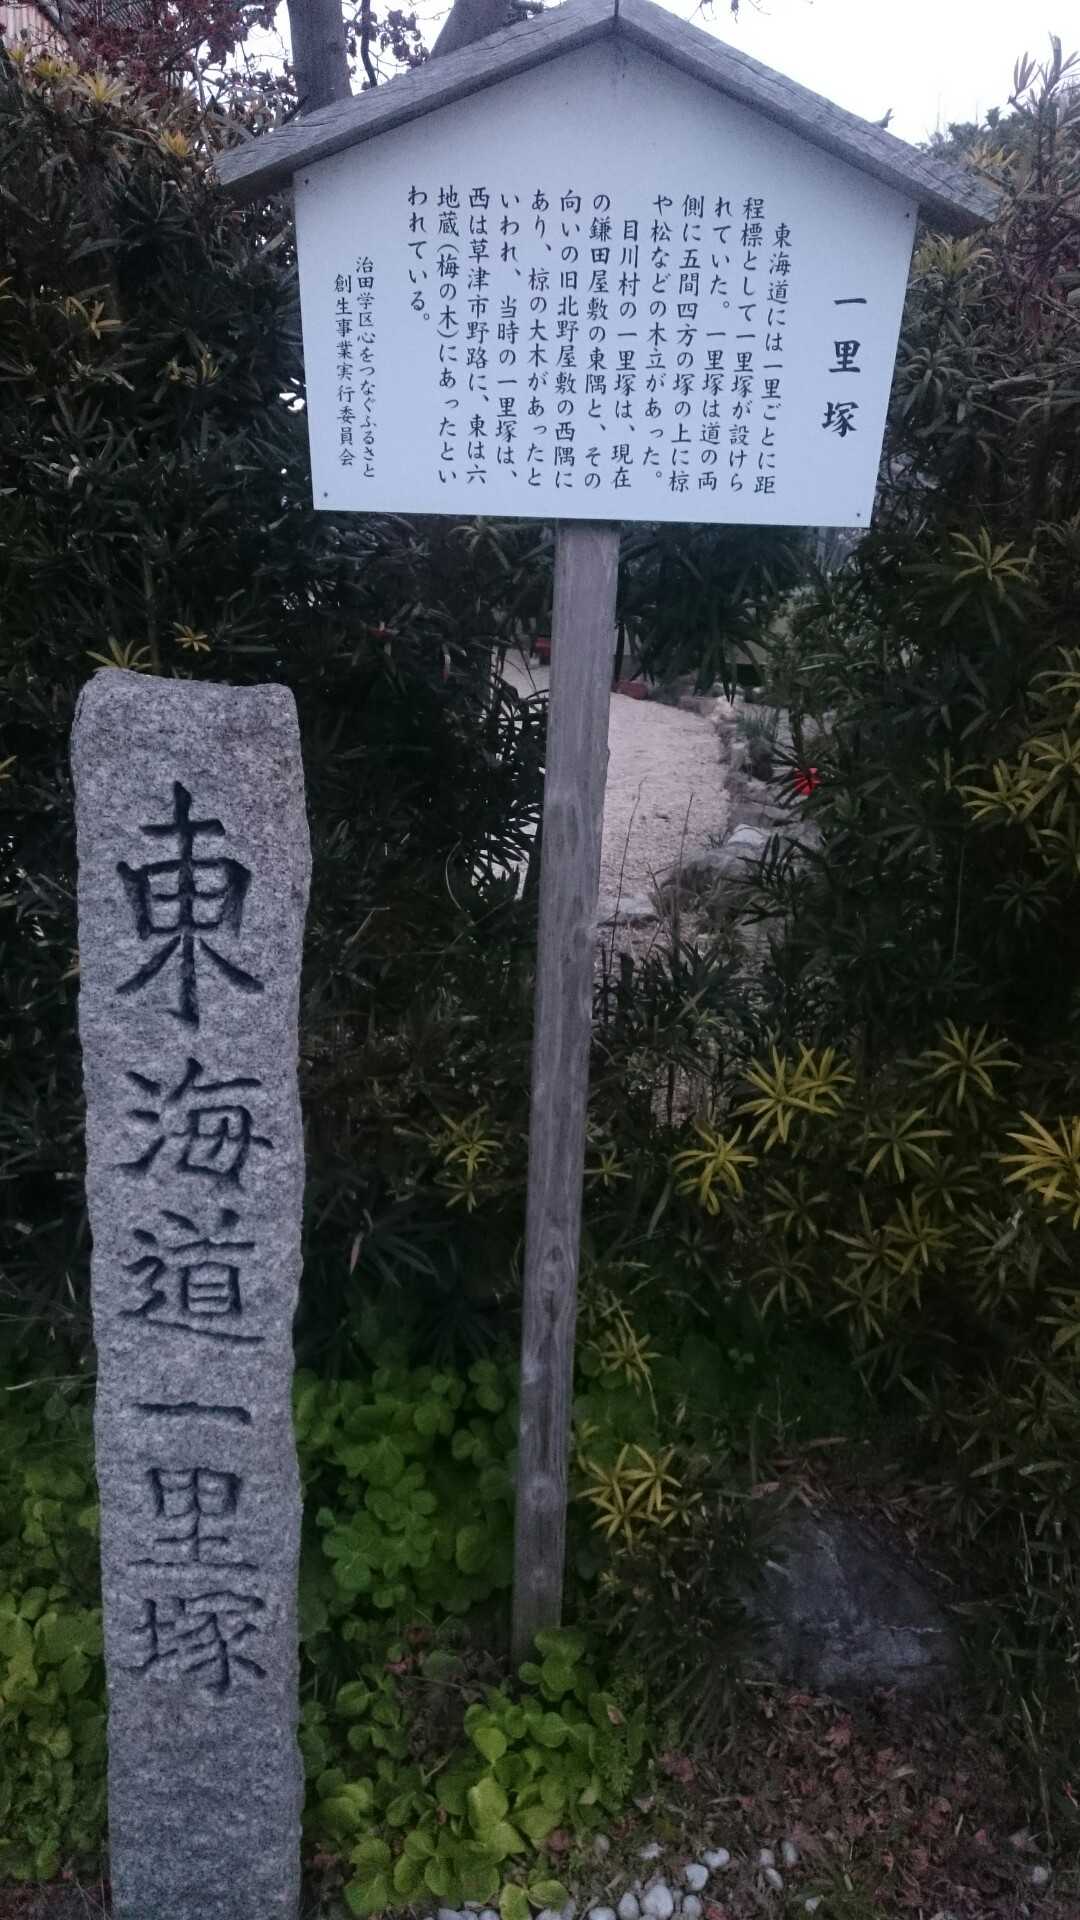 一里塚
東海道には一里ごとに距
程標として一里塚が設けら
れていた。一里塚は道の両
側に五間四方の塚の上に椋
や松などの木立があった。
目川村の一里塚は、現在
の鎌田屋敷の東隅と、その
向いの旧北野屋敷の西隅に
あり、椋の大木があったと
いわれ、当時の一里塚は、
西は草津市野路に、東は六
地蔵(梅の木)にあったとい
われている。
治田学区心をつなぐふるさと
創生事業実行委員会
東海道一里塚